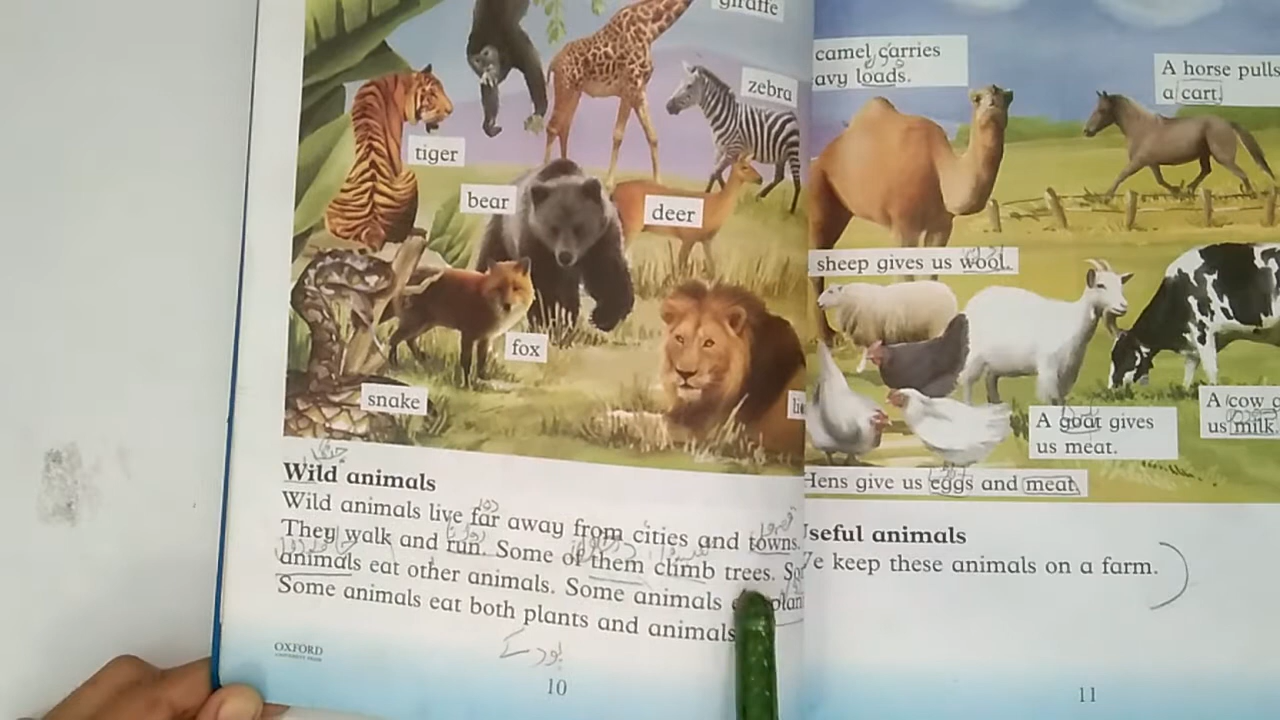 giraffe
zebra
tiger
bear
deer
fox
snake
Wild animals
Wild animals live far away from cities and towns.
They walk and run. Some of them climb trees. So
animals eat other animals. Some animals plan
Some animals eat both plants and animals
OXFORD
10
camel carries
avy loads.
A horse pulls
a cart.
sheep gives us wool.
A goat gives
us meat.
A cow
us milk.
Hens give us eggs and meat.
seful animals
e keep these animals on a farm.
11